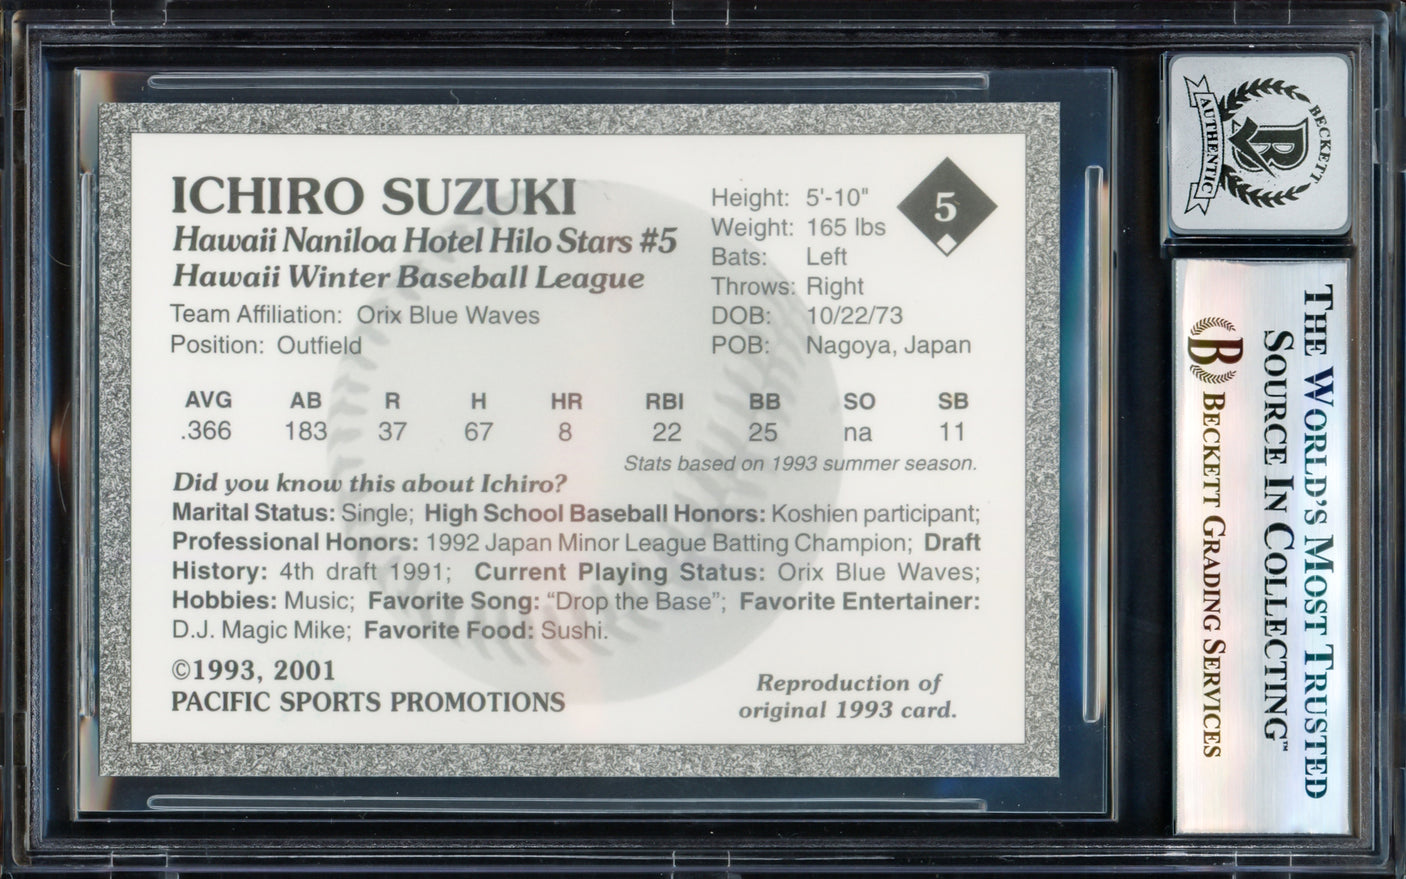 ICHIRO SUZUKI
Hawaii Naniloa Hotel Hilo Stars #5
Hawaii Winter Baseball League
Team Affiliation: Orix Blue Waves
Position: Outfield
Height: 5'-10"
Weight: 165 lbs
Bats: Left
Throws: Right
DOB: 10/22/73
POB: Nagoya, Japan
5
AVG AB R H HR RBI BB SO SB
.366 183 37 67 8 22 25 na 11
Stats based on 1993 summer season.
Did you know this about Ichiro?
Marital Status: Single; High School Baseball Honors: Koshien participant;
Professional Honors: 1992 Japan Minor League Batting Champion; Draft
History: 4th draft 1991; Current Playing Status: Orix Blue Waves;
Hobbies: Music; Favorite Song: “Drop the Base”; Favorite Entertainer:
D.J. Magic Mike; Favorite Food: Sushi.
©1993, 2001
PACIFIC SPORTS PROMOTIONS
Reproduction of
original 1993 card.
BECKETT
B
AUTHENTIC
THE WORLD'S MOST TRUSTED
SOURCE IN COLLECTING™
B BECKETT GRADING SERVICES